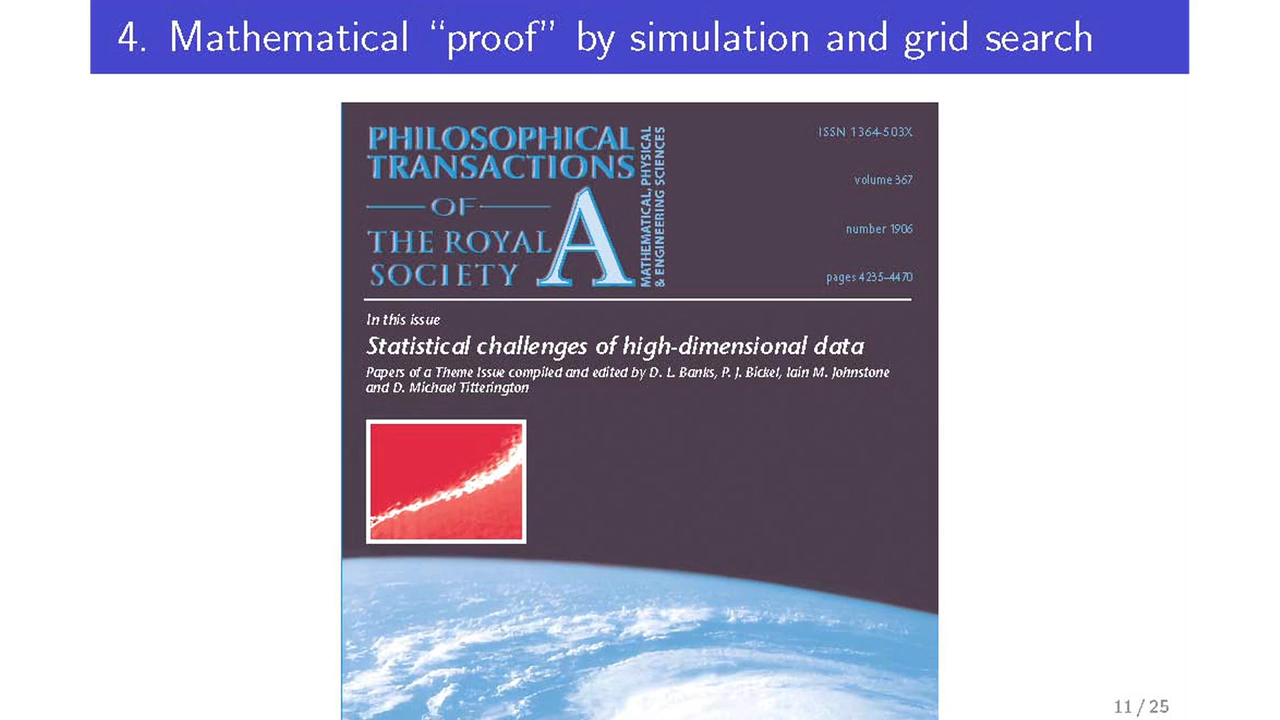 4. Mathematical “proof” by simulation and grid search
PHILOSOPHICAL
TRANSACTIONS
OF
THE ROYAL
SOCIETY
A
MATHEMATICAL, PHYSICAL
& ENGINEERING SCIENCES
ISSN 1364-503X
volume 367
number 1906
pages 4235–4470
In this issue
Statistical challenges of high-dimensional data
Papers of a Theme Issue compiled and edited by D. L. Banks, P. J. Bickel, Iain M. Johnstone
and D. Michael Titterington
11 / 25